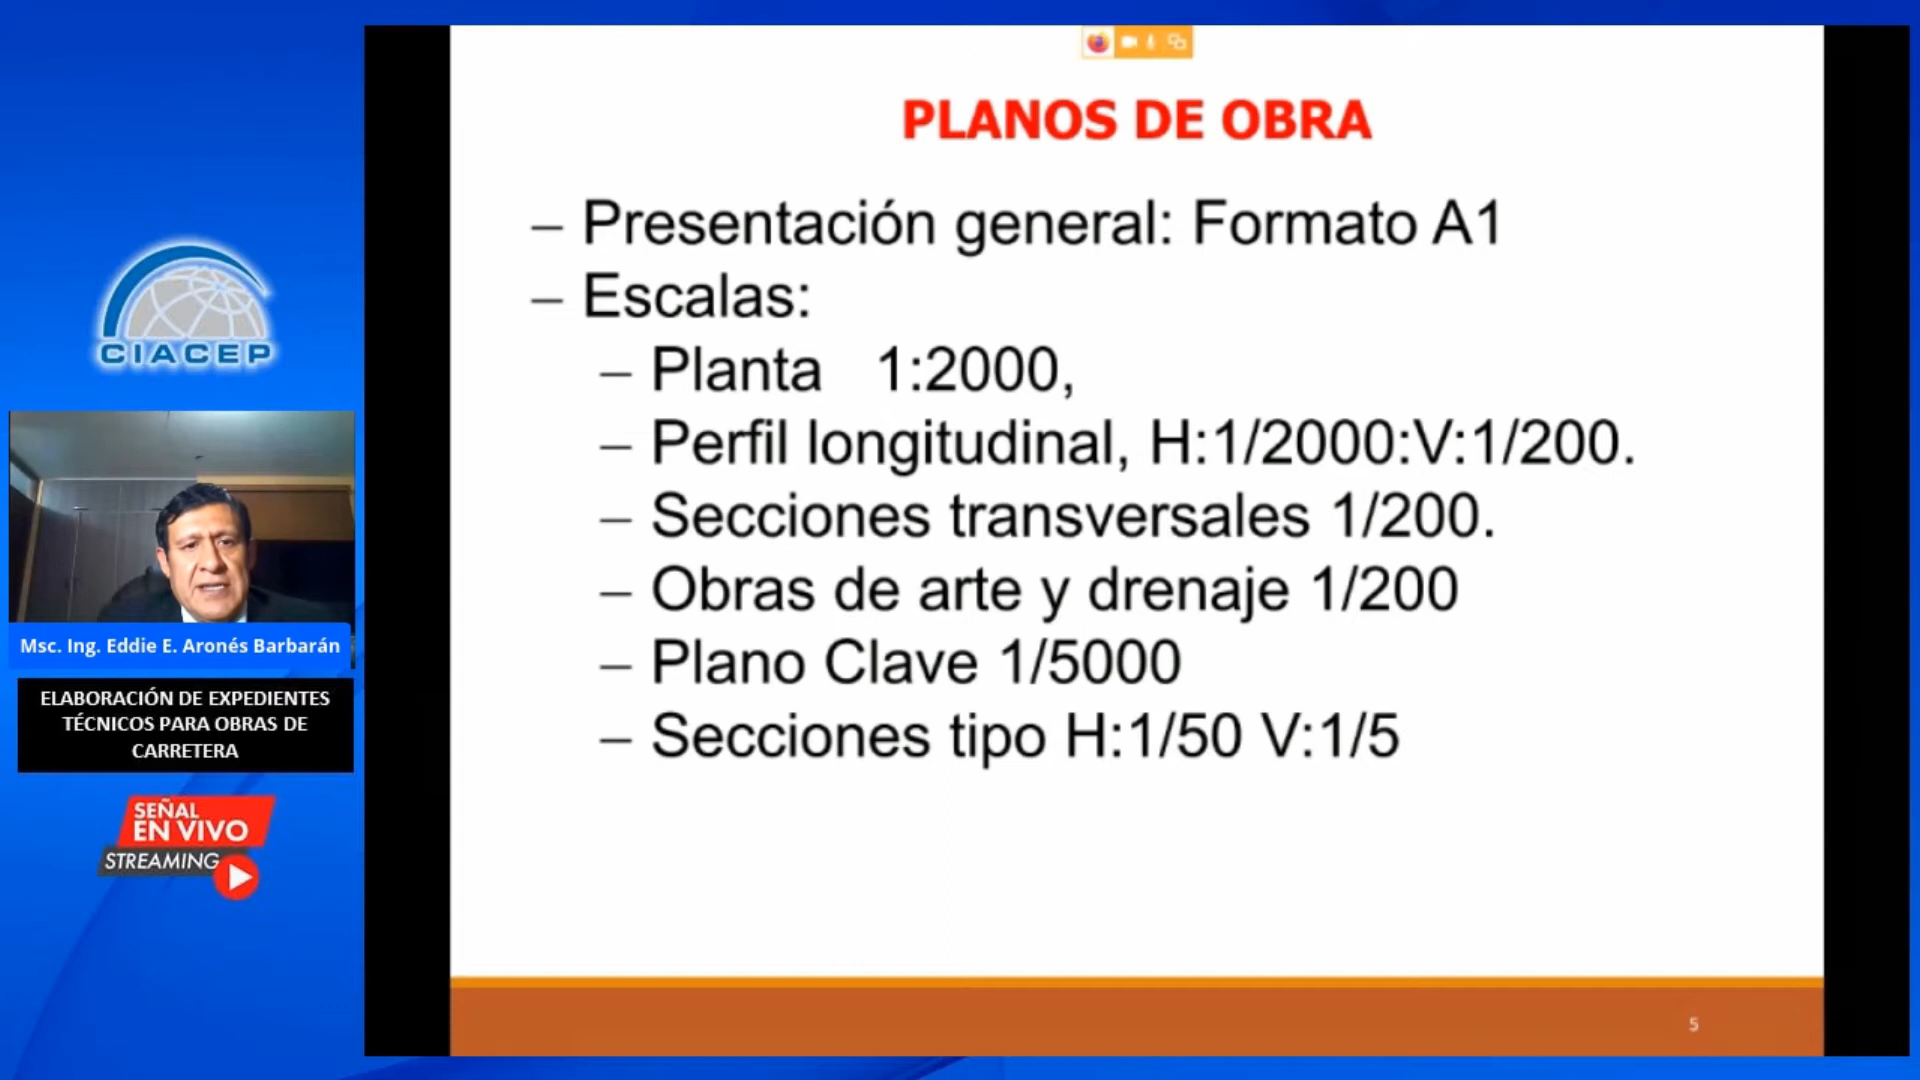 CIACEP
Msc. Ing. Eddie E. Aronés Barbarán
ELABORACIÓN DE EXPEDIENTES
TÉCNICOS PARA OBRAS DE
CARRETERA
SEÑAL
EN VIVO
STREAMING
PLANOS DE OBRA
– Presentación general: Formato A1
– Escalas:
– Planta 1:2000,
– Perfil longitudinal, H:1/2000:V:1/200.
– Secciones transversales 1/200.
– Obras de arte y drenaje 1/200
– Plano Clave 1/5000
– Secciones tipo H:1/50 V:1/5
5